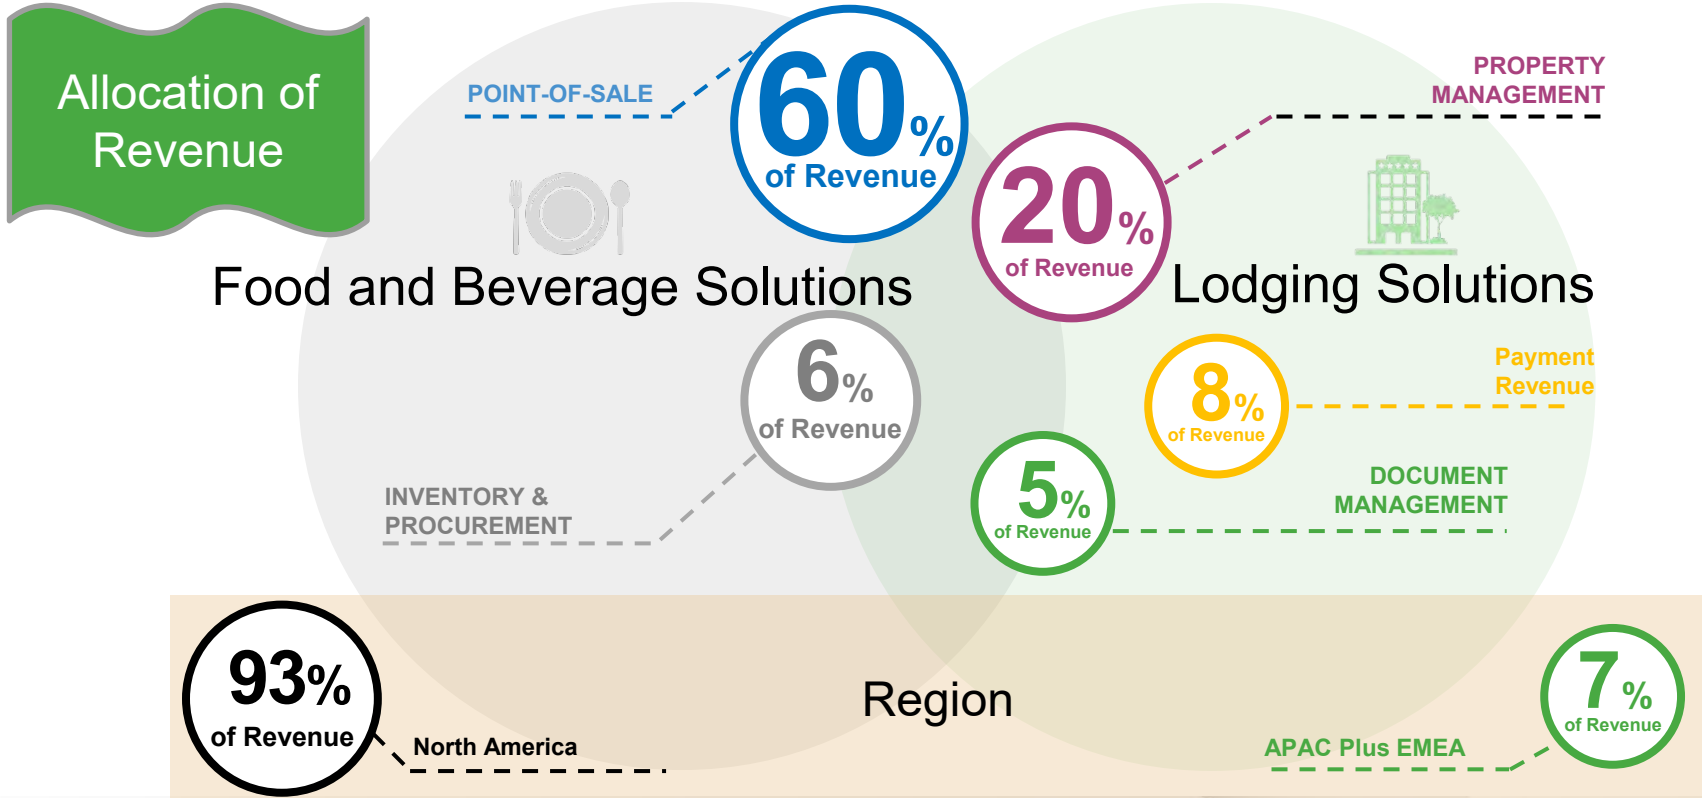 Allocation of
Revenue
POINT-OF-SALE
60%
of Revenue
PROPERTY
MANAGEMENT
20%
of Revenue
Food and Beverage Solutions
Lodging Solutions
6%
of Revenue
8%
of Revenue
Payment
Revenue
INVENTORY &
PROCUREMENT
5%
of Revenue
DOCUMENT
MANAGEMENT
93%
of Revenue
North America
Region
7%
of Revenue
APAC Plus EMEA